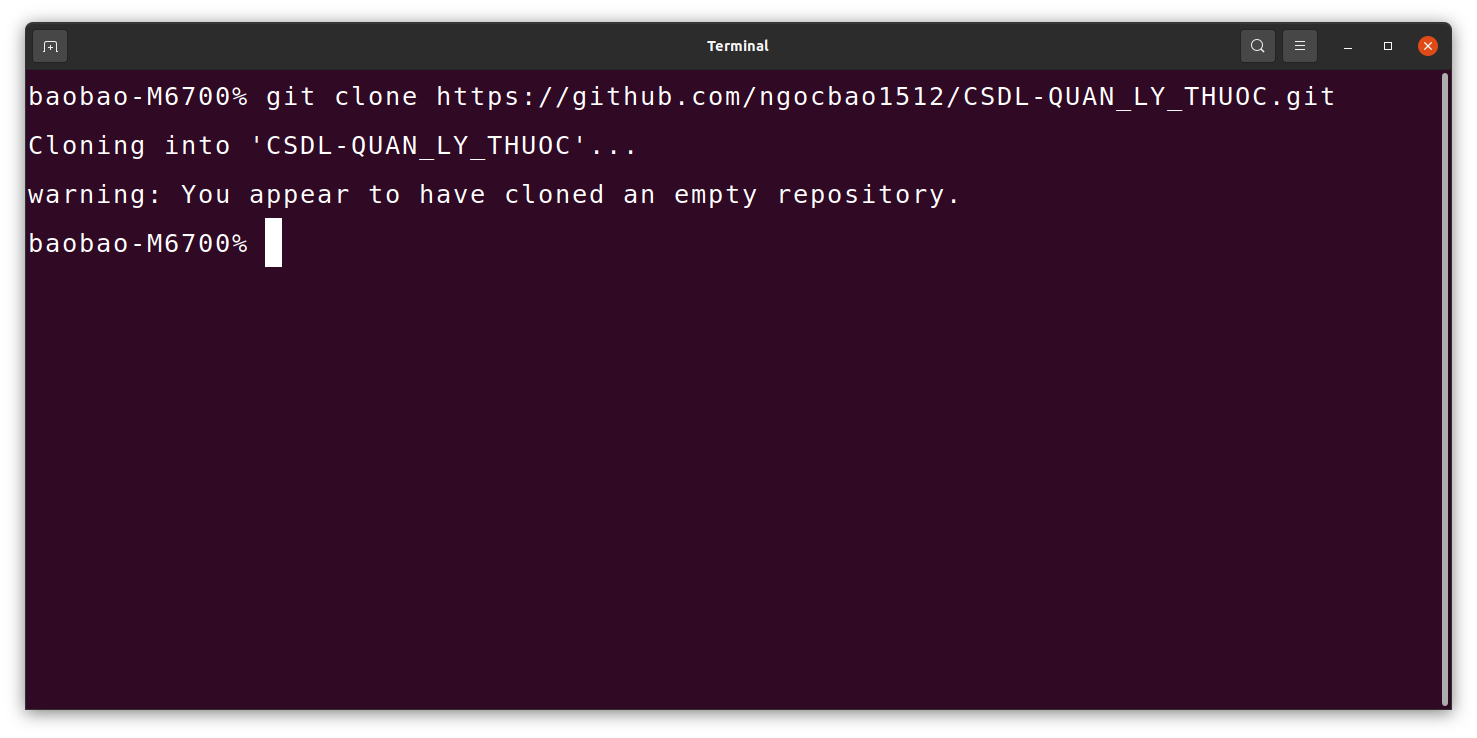 Terminal
baobao-M6700% git clone https://github.com/ngocbao1512/CSDL-QUAN_LY_THUOC.git
Cloning into 'CSDL-QUAN_LY_THUOC'...
warning: You appear to have cloned an empty repository.
baobao-M6700%